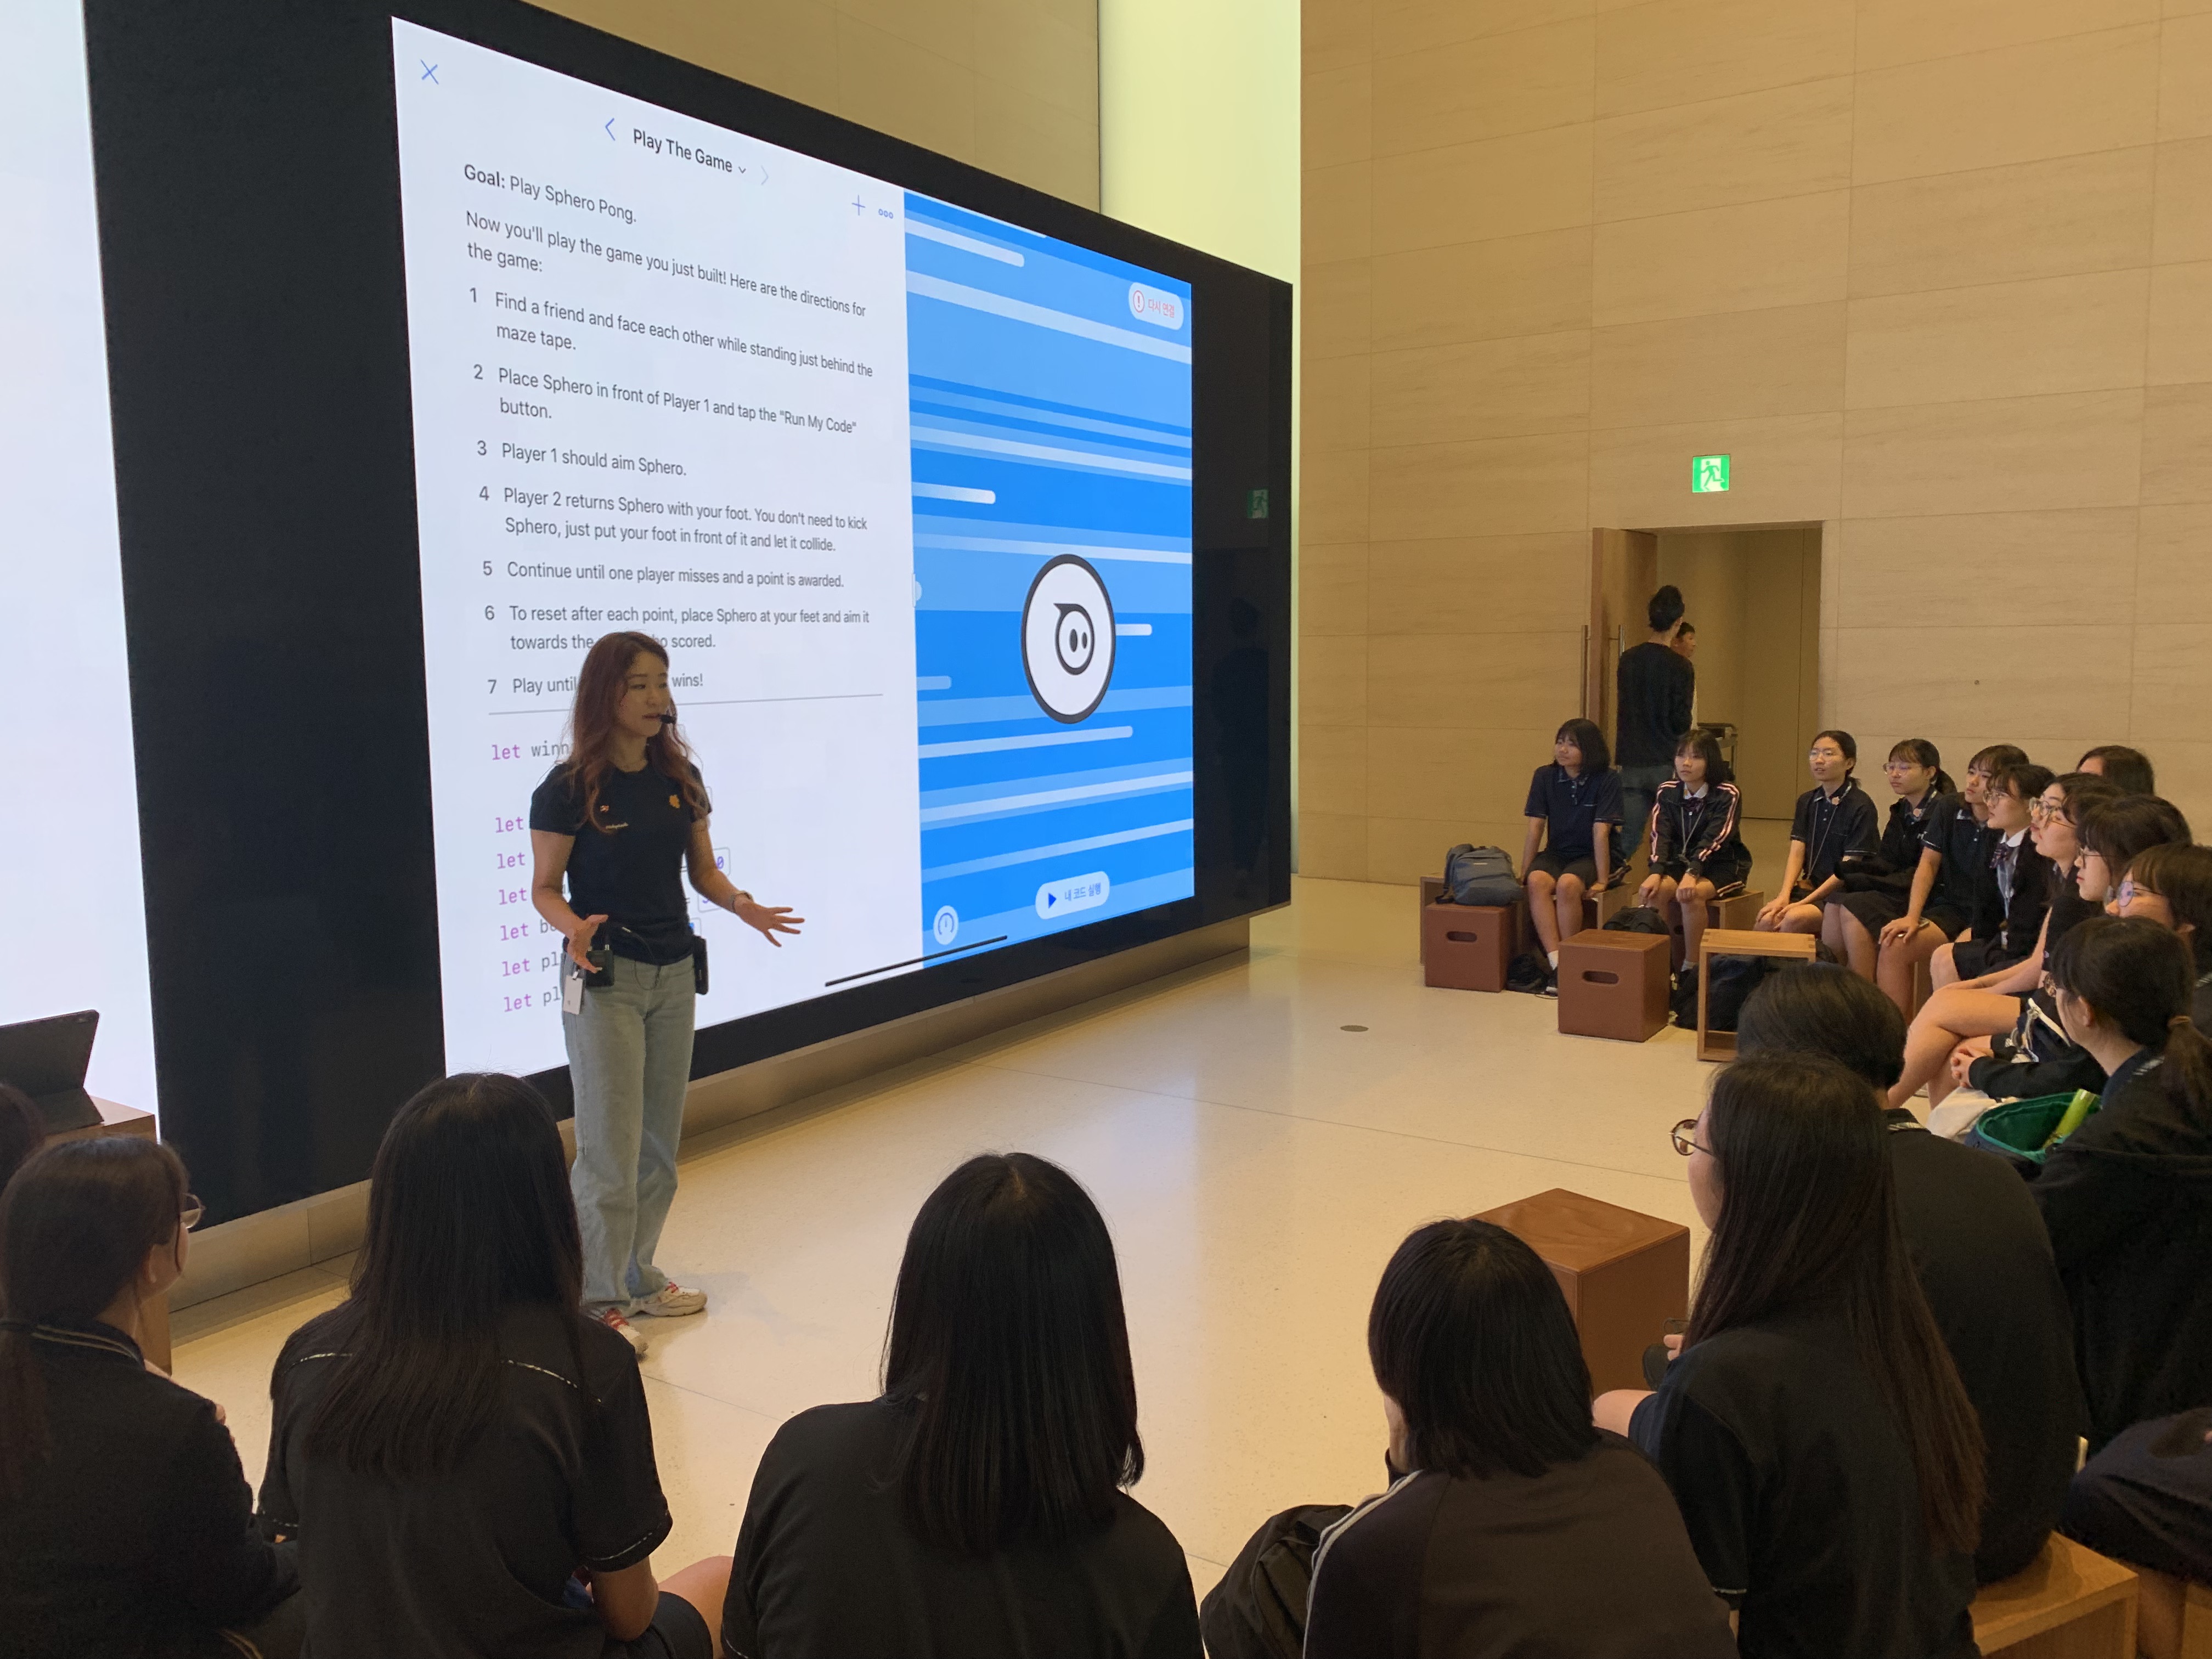 Play The Game
Goal: Play Sphero Pong.
Now you'll play the game you just built! Here are the directions for
the game:
1 Find a friend and face each other while standing just behind the
maze tape.
2 Place Sphero in front of Player 1 and tap the "Run My Code"
button.
3 Player 1 should aim Sphero.
4 Player 2 returns Sphero with your foot. You don't need to kick
Sphero, just put your foot in front of it and let it collide.
5 Continue until one player misses and a point is awarded.
6 To reset after each point, place Sphero at your feet and aim it
towards the scored.
7 Play until wins!
let
let
let
let
let
let
let
다시 연결
내 코드 실행